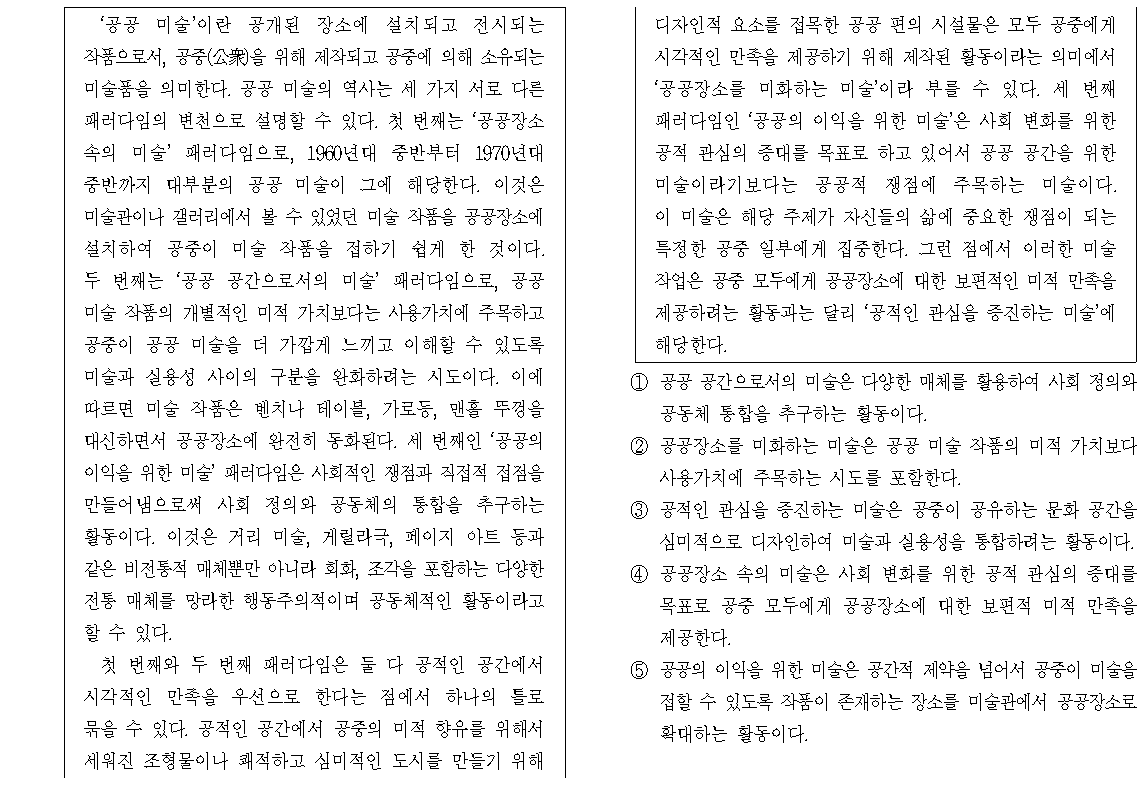 ‘공공 미술’이란 공개된 장소에 설치되고 전시되는
작품으로서, 공중(公衆)을 위해 제작되고 공중에 의해 소유되는
미술품을 의미한다. 공공 미술의 역사는 세 가지 서로 다른
패러다임의 변천으로 설명할 수 있다. 첫 번째는 ‘공공장소
속의 미술’ 패러다임으로, 1960년대 중반부터 1970년대
중반까지 대부분의 공공 미술이 그에 해당한다. 이것은
미술관이나 갤러리에서 볼 수 있었던 미술 작품을 공공장소에
설치하여 공중이 미술 작품을 접하기 쉽게 한 것이다.
두 번째는 ‘공공 공간으로서의 미술’ 패러다임으로, 공공
미술 작품의 개별적인 미적 가치보다는 사용가치에 주목하고
공중이 공공 미술을 더 가깝게 느끼고 이해할 수 있도록
미술과 실용성 사이의 구분을 완화하려는 시도이다. 이에
따르면 미술 작품은 벤치나 테이블, 가로등, 맨홀 뚜껑을
대신하면서 공공장소에 완전히 동화된다. 세 번째인 ‘공공의
이익을 위한 미술’ 패러다임은 사회적인 쟁점과 직접적 접점을
만들어냄으로써 사회 정의와 공동체의 통합을 추구하는
활동이다. 이것은 거리 미술, 게릴라극, 페이지 아트 등과
같은 비전통적 매체뿐만 아니라 회화, 조각을 포함하는 다양한
전통 매체를 망라한 행동주의적이며 공동체적인 활동이라고
할 수 있다.
첫 번째와 두 번째 패러다임은 둘 다 공적인 공간에서
시각적인 만족을 우선으로 한다는 점에서 하나의 틀로
묶을 수 있다. 공적인 공간에서 공중의 미적 향유를 위해서
세워진 조형물이나 쾌적하고 심미적인 도시를 만들기 위해
디자인적 요소를 접목한 공공 편의 시설물은 모두 공중에게
시각적인 만족을 제공하기 위해 제작된 활동이라는 의미에서
‘공공장소를 미화하는 미술’이라 부를 수 있다. 세 번째
패러다임인 ‘공공의 이익을 위한 미술’은 사회 변화를 위한
공적 관심의 증대를 목표로 하고 있어서 공공 공간을 위한
미술이라기보다는 공공적 쟁점에 주목하는 미술이다.
이 미술은 해당 주제가 자신들의 삶에 중요한 쟁점이 되는
특정한 공중 일부에게 집중한다. 그런 점에서 이러한 미술
작업은 공중 모두에게 공공장소에 대한 보편적인 미적 만족을
제공하려는 활동과는 달리 ‘공적인 관심을 증진하는 미술’에
해당한다.
① 공공 공간으로서의 미술은 다양한 매체를 활용하여 사회 정의와
공동체 통합을 추구하는 활동이다.
② 공공장소를 미화하는 미술은 공공 미술 작품의 미적 가치보다
사용가치에 주목하는 시도를 포함한다.
③ 공적인 관심을 증진하는 미술은 공중이 공유하는 문화 공간을
심미적으로 디자인하여 미술과 실용성을 통합하려는 활동이다.
④ 공공장소 속의 미술은 사회 변화를 위한 공적 관심의 증대를
목표로 공중 모두에게 공공장소에 대한 보편적 미적 만족을
제공한다.
⑤ 공공의 이익을 위한 미술은 공간적 제약을 넘어서 공중이 미술을
접할 수 있도록 작품이 존재하는 장소를 미술관에서 공공장소로
확대하는 활동이다.